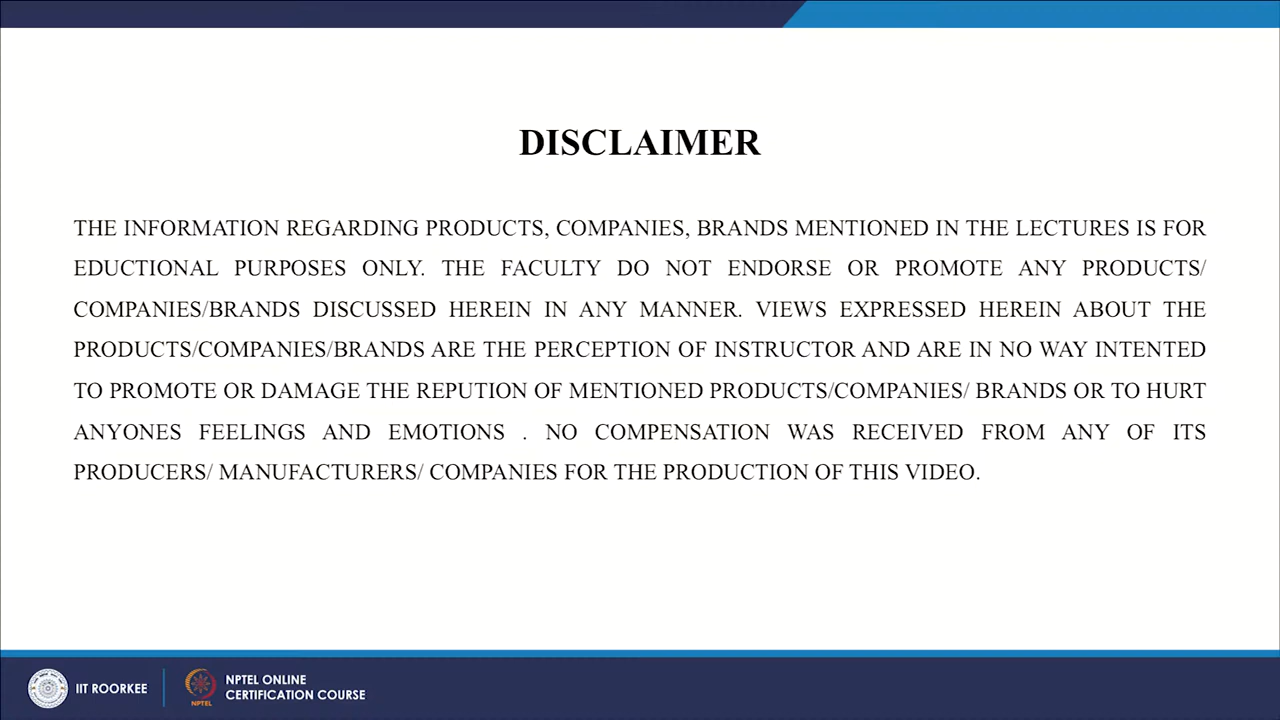 DISCLAIMER
THE INFORMATION REGARDING PRODUCTS, COMPANIES, BRANDS MENTIONED IN THE LECTURES IS FOR
EDUCTIONAL PURPOSES ONLY. THE FACULTY DO NOT ENDORSE OR PROMOTE ANY PRODUCTS/
COMPANIES/BRANDS DISCUSSED HEREIN IN ANY MANNER. VIEWS EXPRESSED HEREIN ABOUT THE
PRODUCTS/COMPANIES/BRANDS ARE THE PERCEPTION OF INSTRUCTOR AND ARE IN NO WAY INTENTED
TO PROMOTE OR DAMAGE THE REPUTION OF MENTIONED PRODUCTS/COMPANIES/ BRANDS OR TO HURT
ANYONES FEELINGS AND EMOTIONS . NO COMPENSATION WAS RECEIVED FROM ANY OF ITS
PRODUCERS/ MANUFACTURERS/ COMPANIES FOR THE PRODUCTION OF THIS VIDEO.
IIT ROORKEE
NPTEL
NPTEL ONLINE
CERTIFICATION COURSE